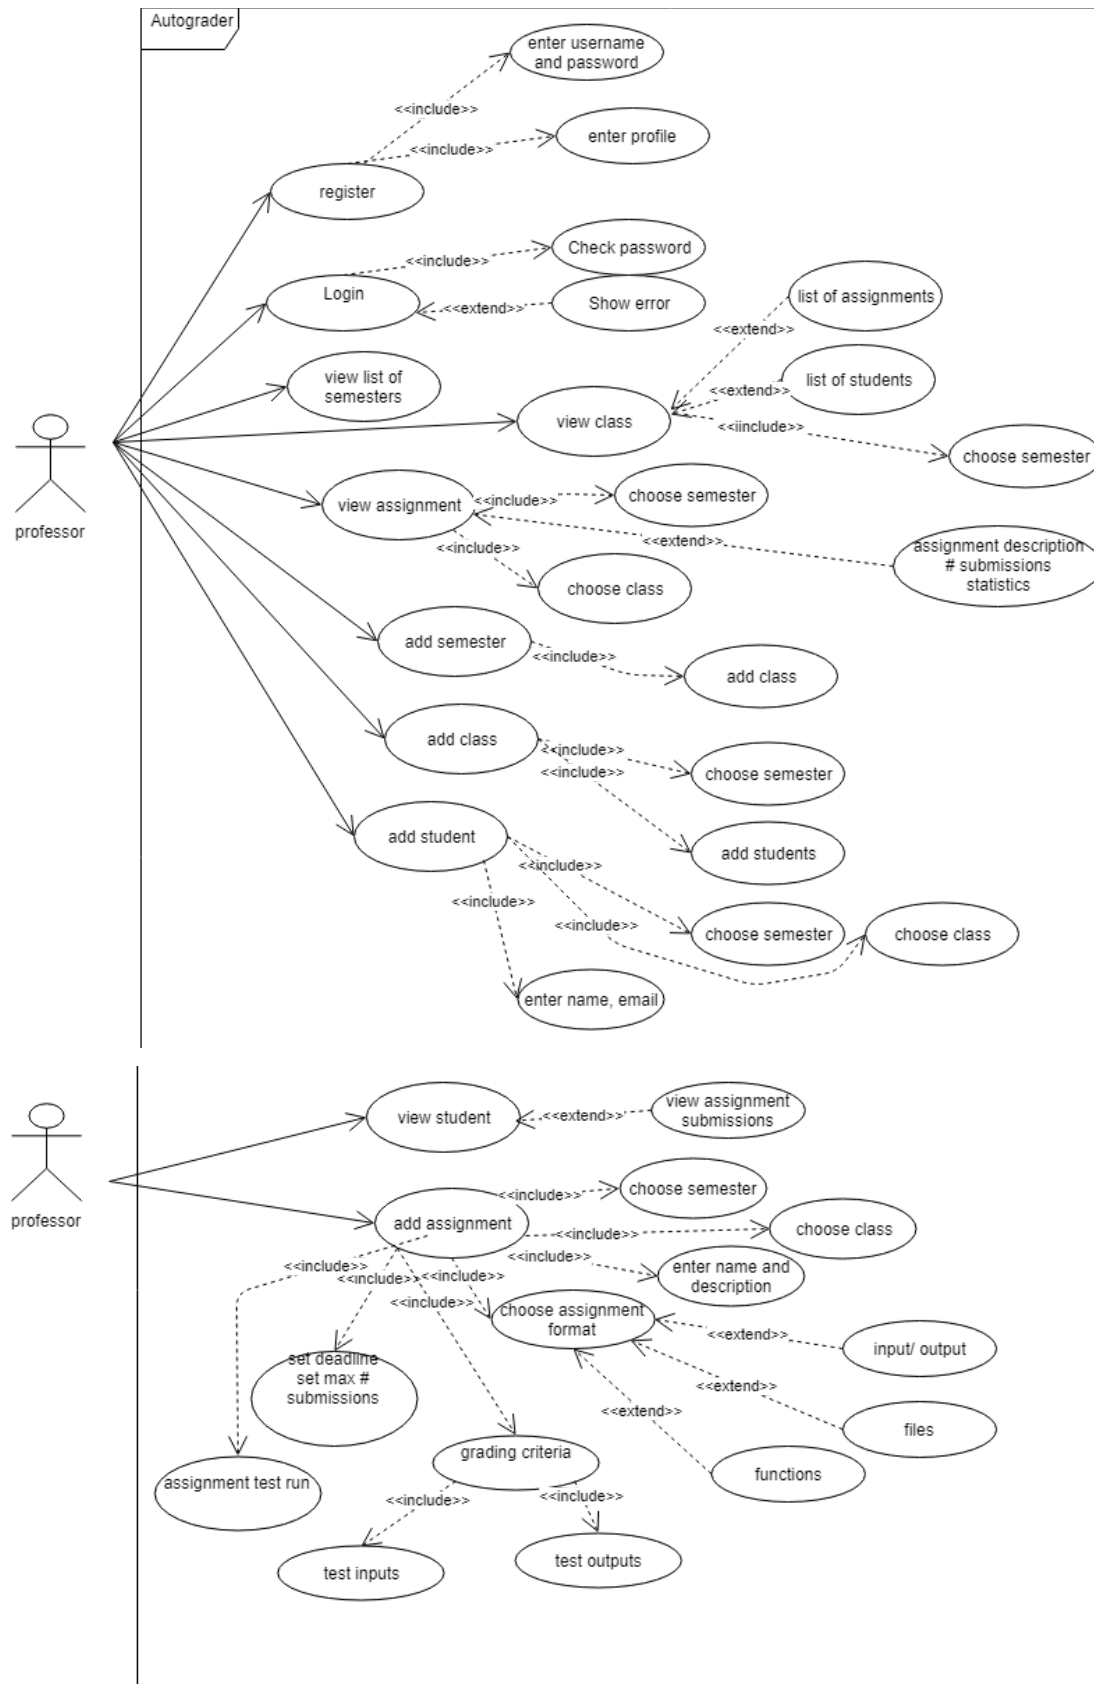 Autograder
enter username
and password
<<include>>
enter profile
<<include>>
register
Check password
<<include>>
Login
<<extend>>
Show error
list of assignments
<<extend>>
view list of
semesters
list of students
<<extend>>
view class
<<iinclude>>
choose semester
professor
view assignment
<<include>>
choose semester
<<extend>>
<<include>>
assignment description
# submissions
statistics
choose class
add semester
<<include>>
add class
add class
<<include>>
<<include>>
choose semester
add student
add students
<<include>>
<<include>>
<<include>>
choose semester
choose class
enter name, email
professor
view student
<<extend>>
view assignment
submissions
add assignment
<<include>>
choose semester
<<include>>
choose class
<<include>>
enter name and
description
<<include>>
<<include>>
<<include>>
<<include>>
choose assignment
format
<<extend>>
input/ output
set deadline
set max #
submissions
<<extend>>
<<extend>>
files
grading criteria
functions
assignment test run
<<include>>
<<include>>
test inputs
test outputs